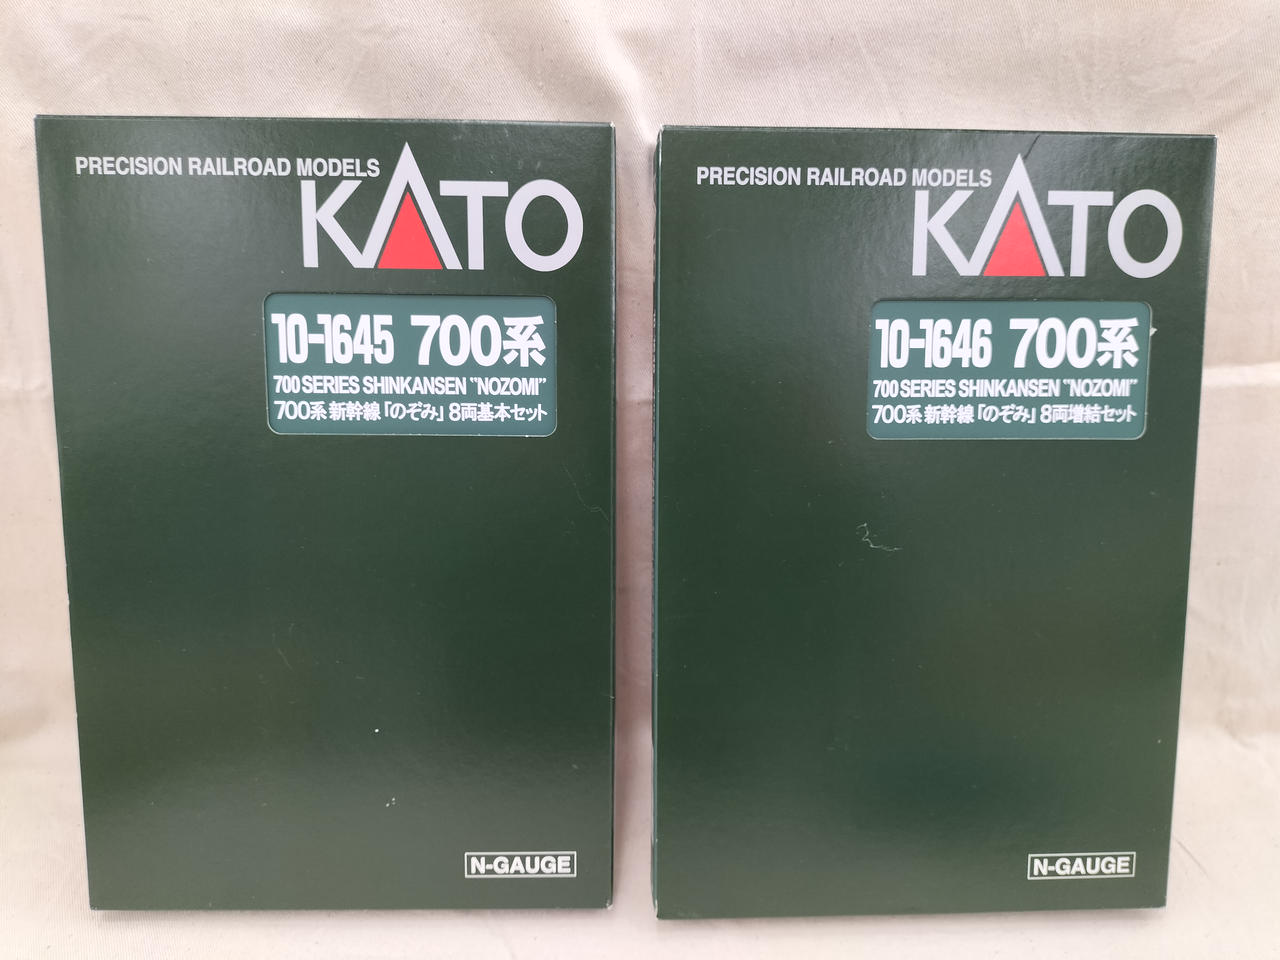 PRECISION RAILROAD MODELS
KATO
10-1645 700系
700 SERIES SHINKANSEN "NOZOMI"
700系 新幹線「のぞみ」 8両基本セット
N-GAUGE
PRECISION RAILROAD MODELS
KATO
10-1646 700系
700 SERIES SHINKANSEN "NOZOMI"
700系 新幹線「のぞみ」 8両増結セット
N-GAUGE